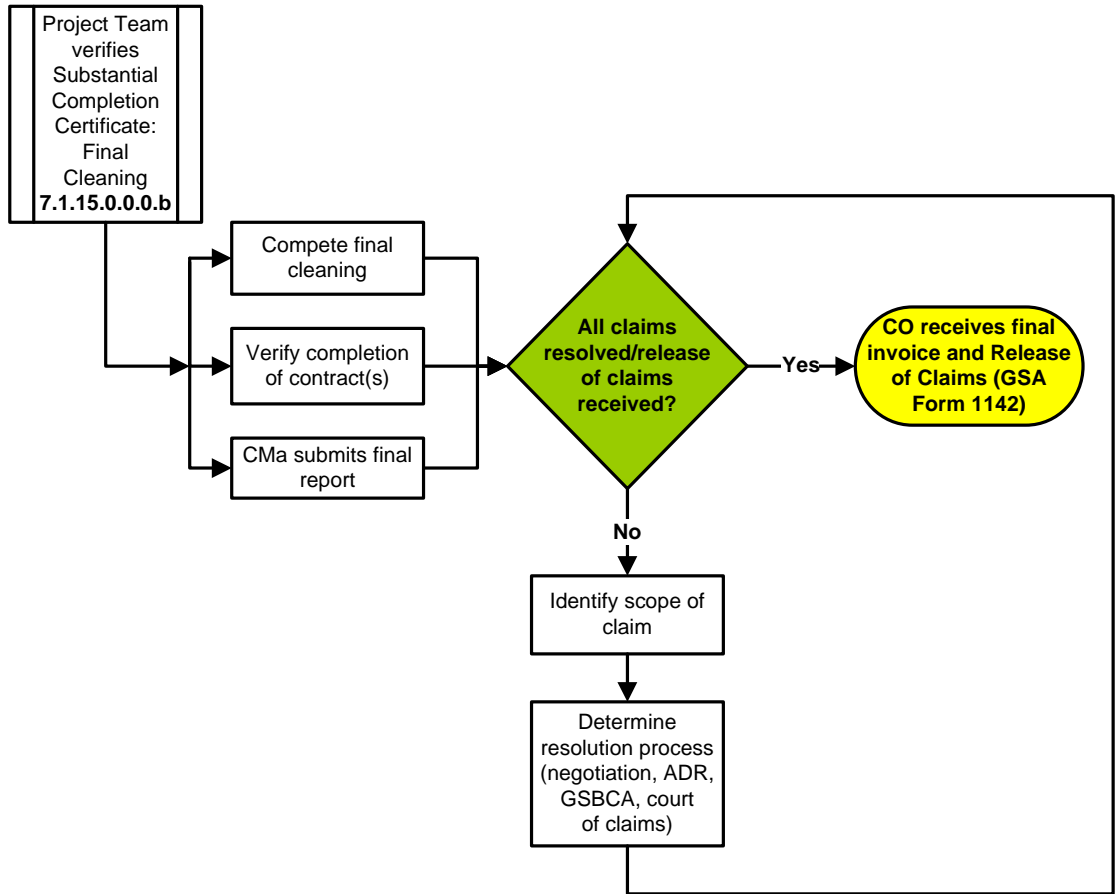 Project Team
verifies
Substantial
Completion
Certificate:
Final
Cleaning
7.1.15.0.0.0.b
Compete final
cleaning
Verify completion
of contract(s)
CMa submits final
report
All claims
resolved/release
of claims
received?
Yes
CO receives final
invoice and Release
of Claims (GSA
Form 1142)
No
Identify scope of
claim
Determine
resolution process
(negotiation, ADR,
GSBCA, court
of claims)